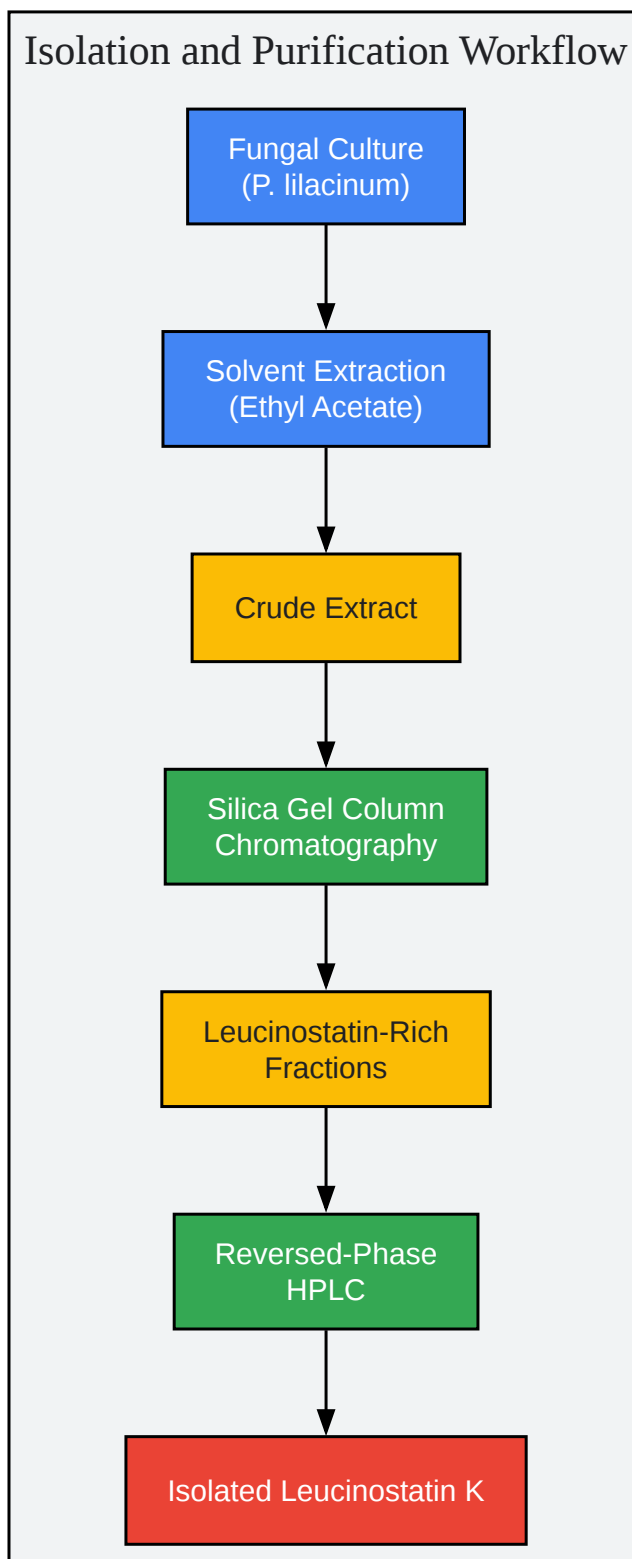 Isolation and Purification Workflow
Fungal Culture
(P. lilacinum)
Solvent Extraction
(Ethyl Acetate)
Crude Extract
Silica Gel Column
Chromatography
Leucinostatin-Rich
Fractions
Reversed-Phase
HPLC
Isolated Leucinostatin K